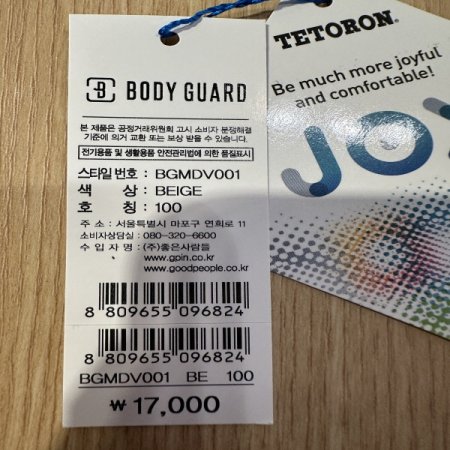 BODY GUARD
본 제품은 공정거래위원회 고시 소비자 분쟁해결
기준에 의거 교환 또는 보상 받을 수 있습니다.
전기용품 및 생활용품 안전관리법에 의한 품질표시
스타일번호 : BGMDV001
색 상 : BEIGE
호 칭 : 100
주 소 : 서울특별시 마포구 연희로 11
소비자상담실 : 080-320-6600
수 입 자 명 : (주)좋은사람들
www.gpin.co.kr
www.goodpeople.co.kr
8 809655 096824
8 809655 096824
BGMDV001 BE 100
₩ 17,000
TETORON®
Be much more joyful
and comfortable!